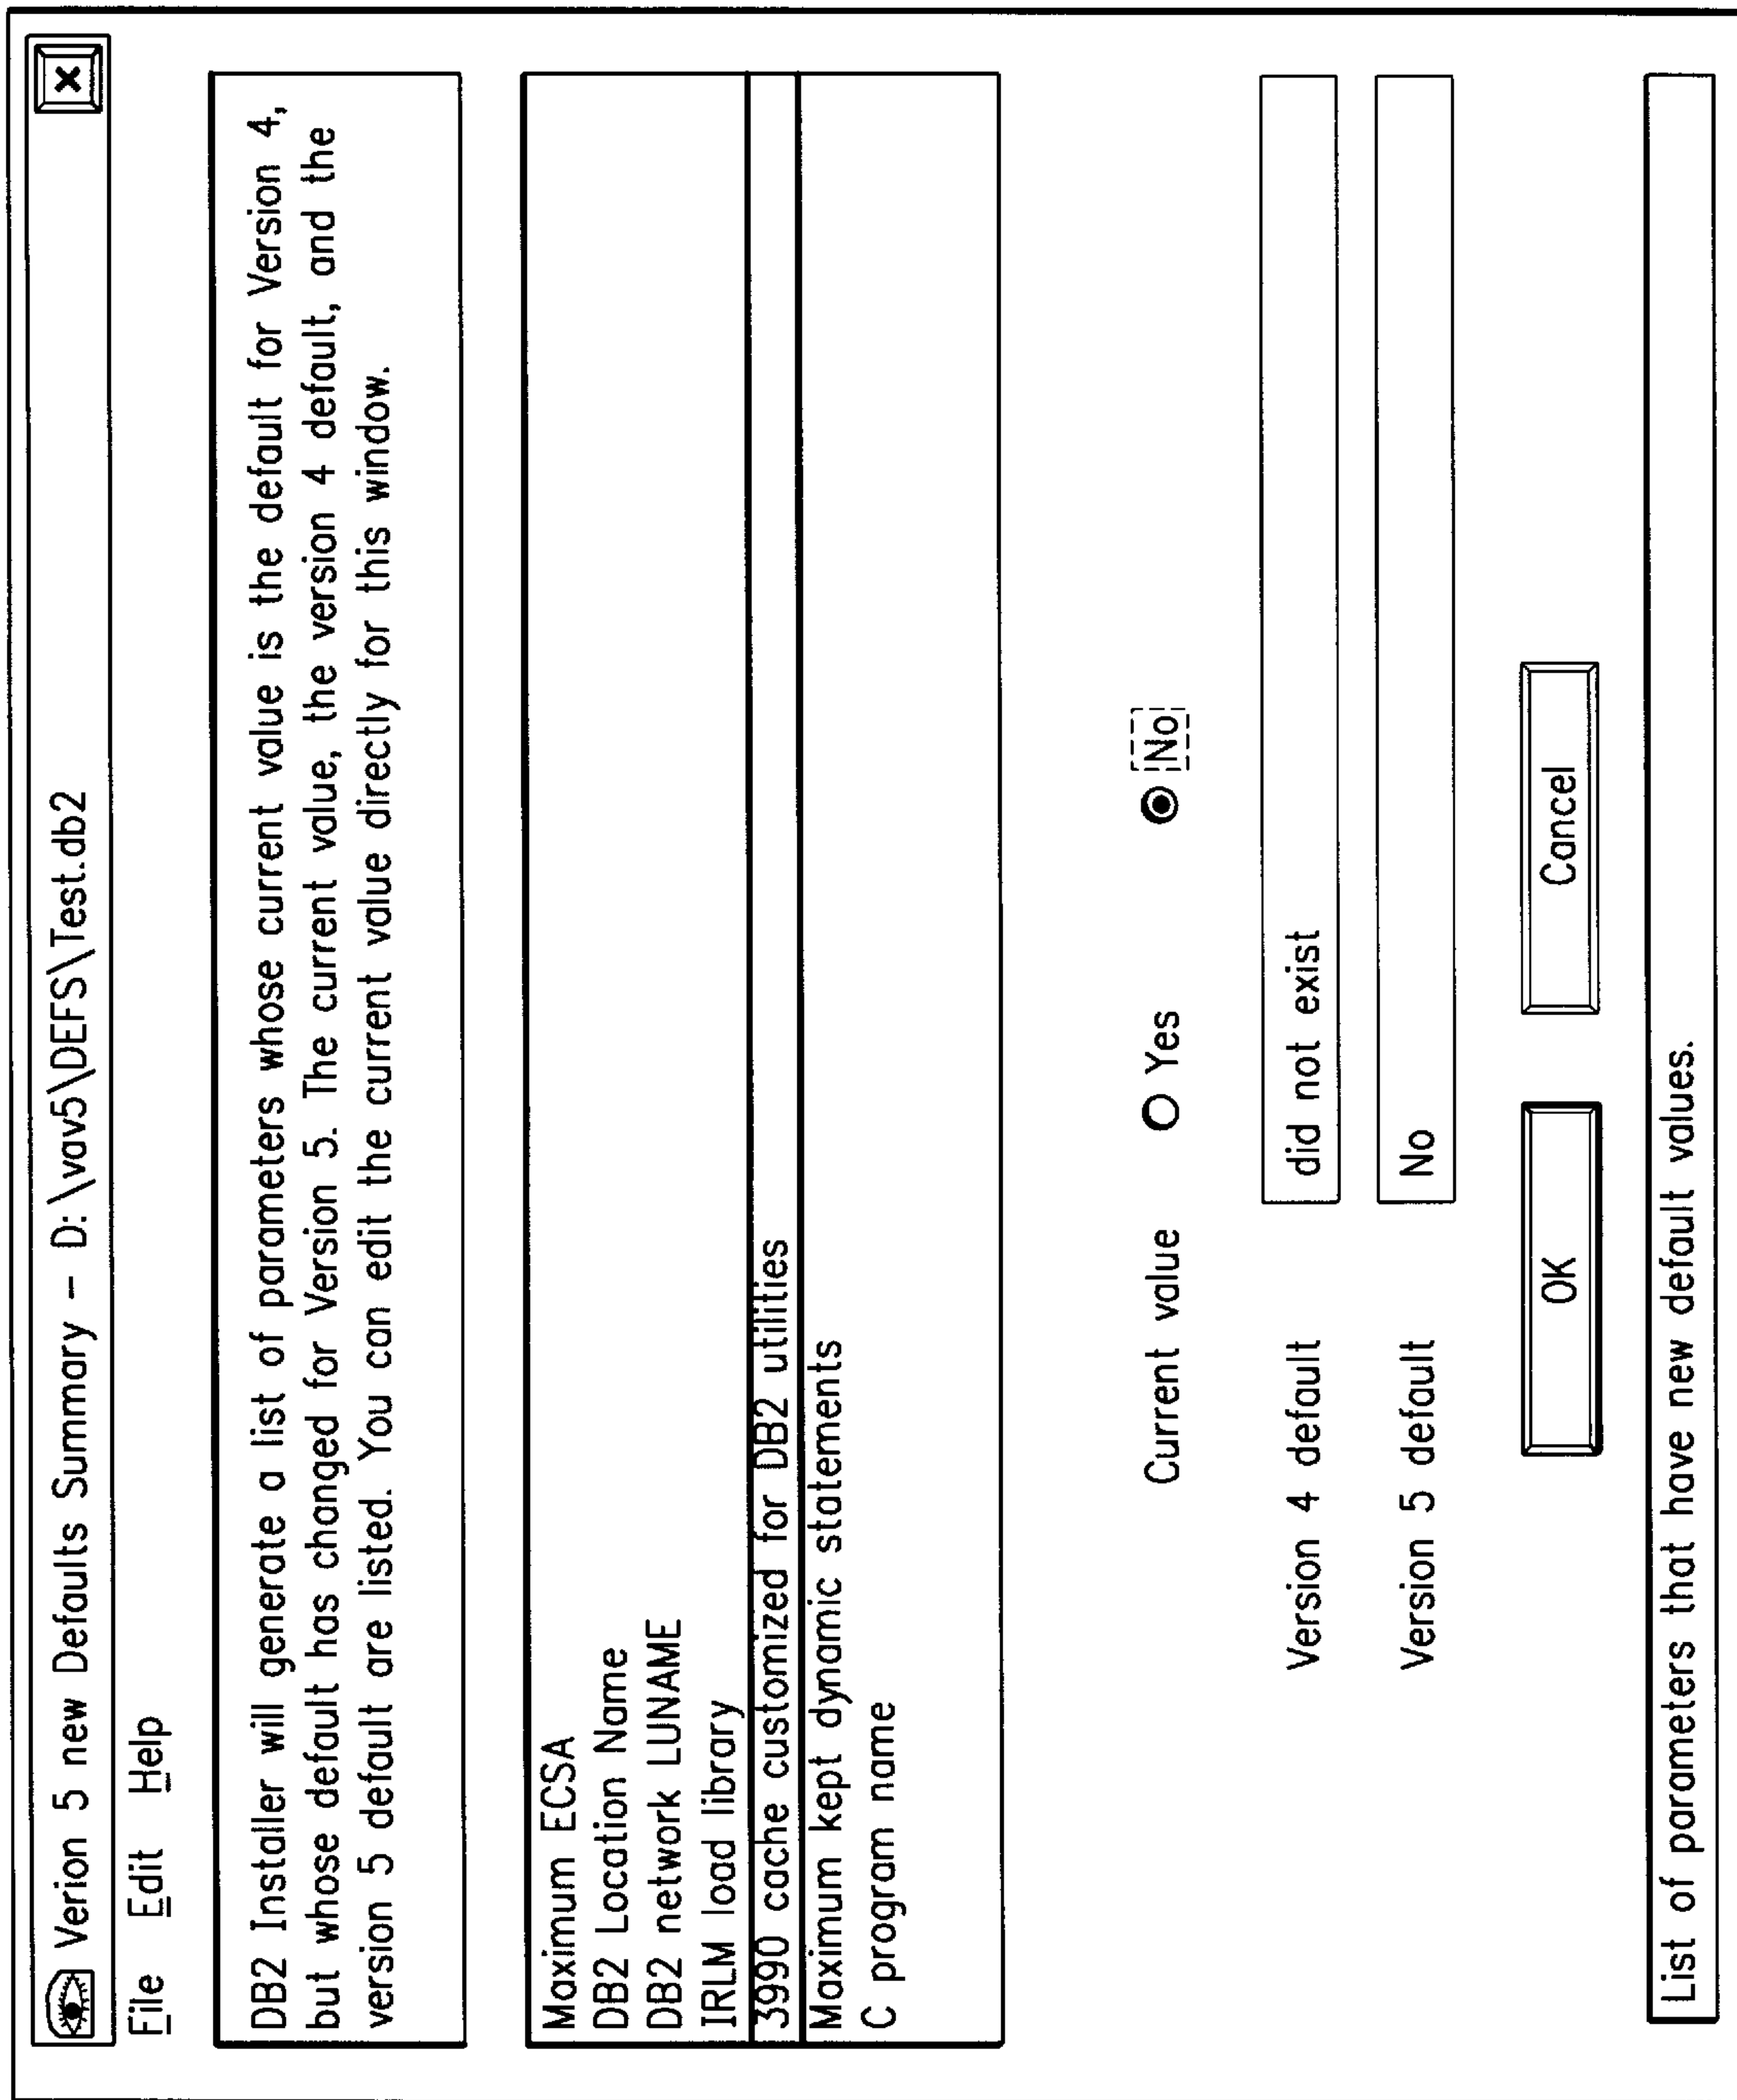 Verion 5 new Defaults Summary – D:\vav5\DEFS\Test.db2
File Edit Help
DB2 Installer will generate a list of parameters whose current value is the default for Version 4,
but whose default has changed for Version 5. The current value, the version 4 default, and the
version 5 default are listed. You can edit the current value directly for this window.
Maximum ECSA
DB2 Location Name
DB2 network LUNAME
IRLM load library
3990 cache customized for DB2 utilities
Maximum kept dynamic statements
C program name
Current value Yes No
Version 4 default did not exist
Version 5 default No
OK Cancel
List of parameters that have new default values.